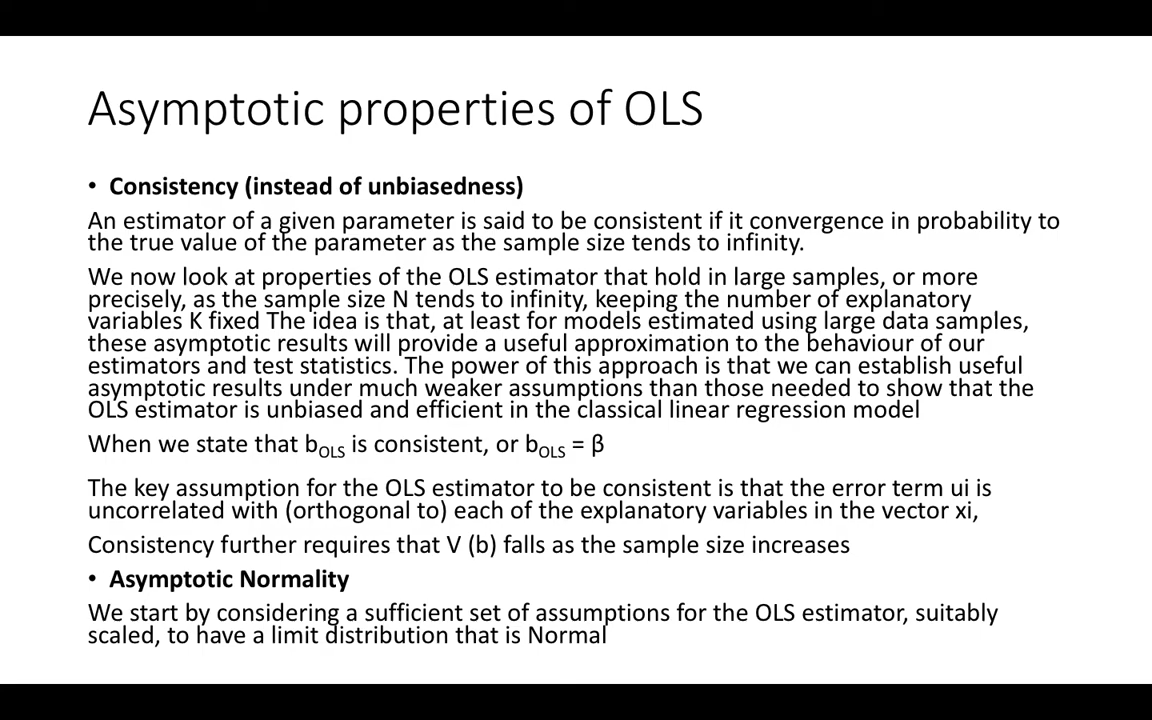 Asymptotic properties of OLS
• Consistency (instead of unbiasedness)
An estimator of a given parameter is said to be consistent if it convergence in probability to
the true value of the parameter as the sample size tends to infinity.
We now look at properties of the OLS estimator that hold in large samples, or more
precisely, as the sample size N tends to infinity, keeping the number of explanatory
variables K fixed The idea is that, at least for models estimated using large data samples,
these asymptotic results will provide a useful approximation to the behaviour of our
estimators and test statistics. The power of this approach is that we can establish useful
asymptotic results under much weaker assumptions than those needed to show that the
OLS estimator is unbiased and efficient in the classical linear regression model
When we state that bOLS is consistent, or bOLS = β
The key assumption for the OLS estimator to be consistent is that the error term ui is
uncorrelated with (orthogonal to) each of the explanatory variables in the vector xi,
Consistency further requires that V (b) falls as the sample size increases
• Asymptotic Normality
We start by considering a sufficient set of assumptions for the OLS estimator, suitably
scaled, to have a limit distribution that is Normal